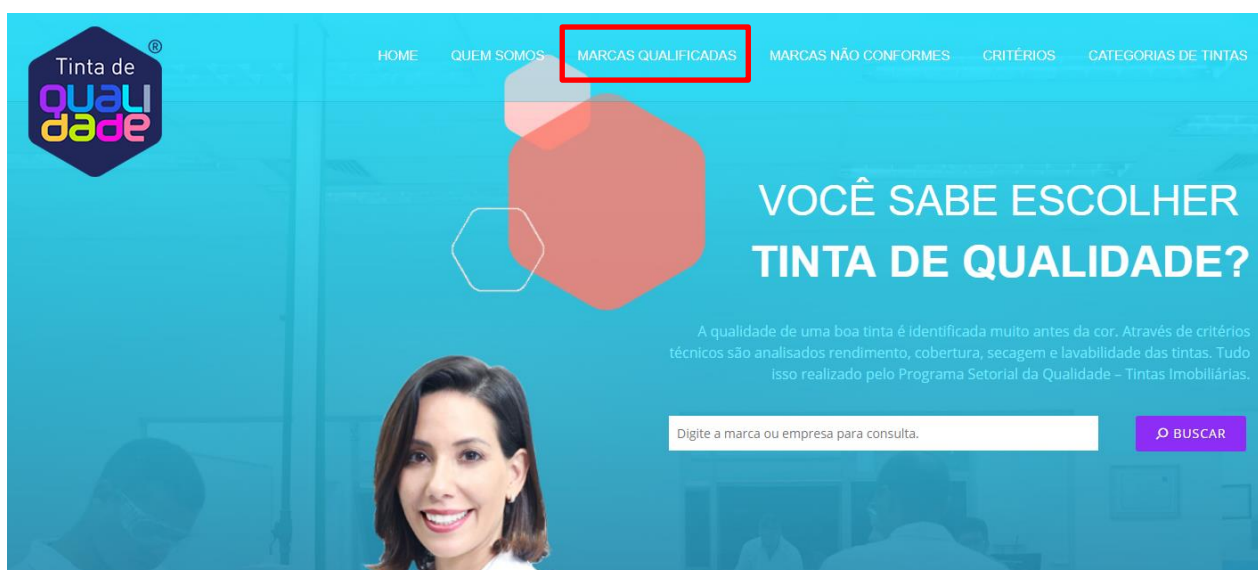 Tinta de
qualidade
®
HOME QUEM SOMOS MARCAS QUALIFICADAS MARCAS NÃO CONFORMES CRITÉRIOS CATEGORIAS DE TINTAS
VOCÊ SABE ESCOLHER
TINTA DE QUALIDADE?
A qualidade de uma boa tinta é identificada muito antes da cor. Através de critérios
técnicos são analisados rendimento, cobertura, secagem e lavabilidade das tintas. Tudo
isso realizado pelo Programa Setorial da Qualidade – Tintas Imobiliárias.
Digite a marca ou empresa para consulta.
BUSCAR